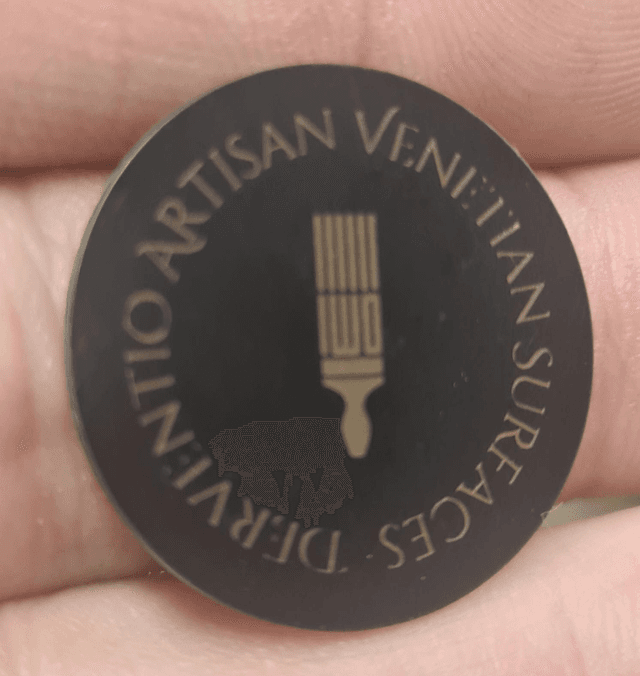 DERVENTIO ARTISAN VENETIAN SURFACES ·